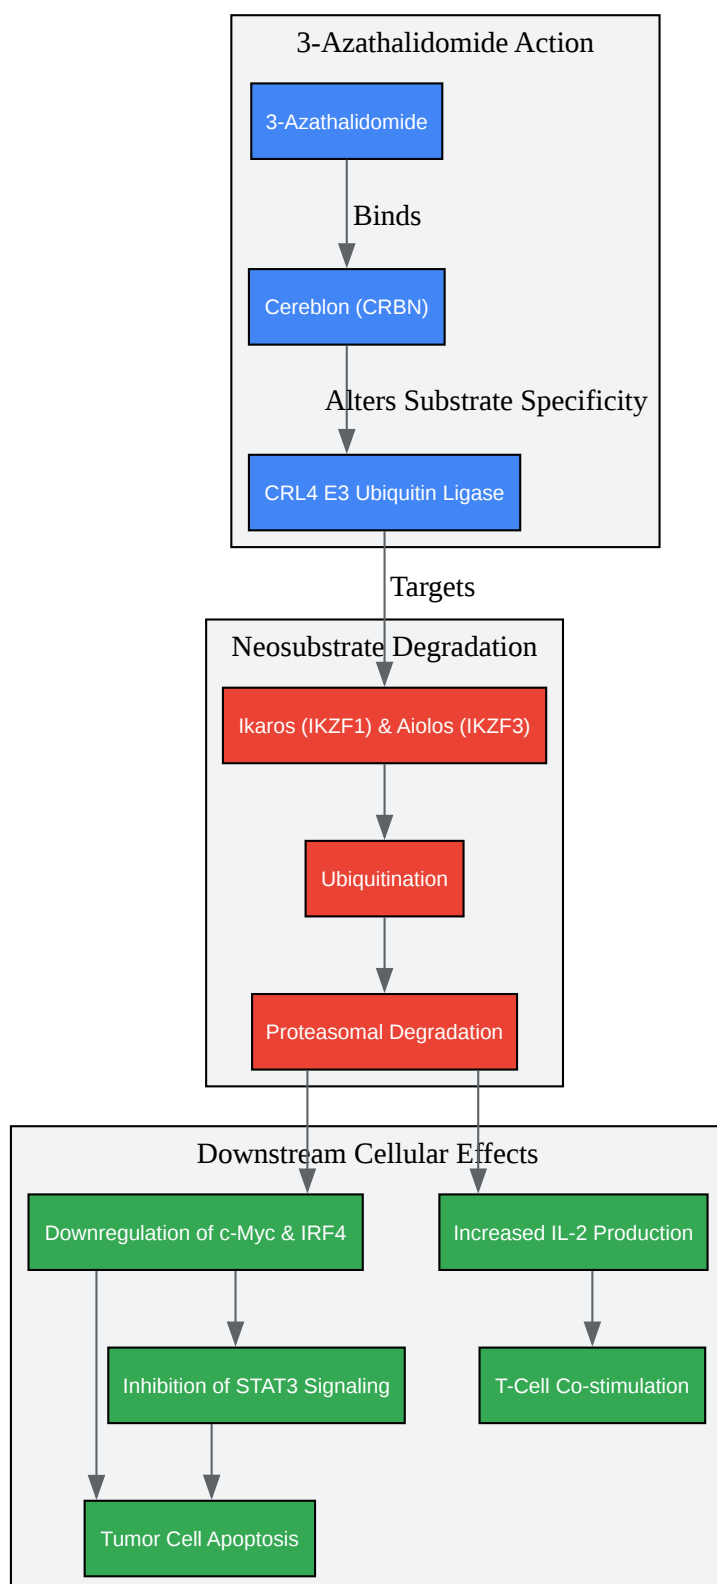 3-Azathalidomide Action
3-Azathalidomide
Binds
Cereblon (CRBN)
Alters Substrate Specificity
CRL4 E3 Ubiquitin Ligase
Targets
Neosubstrate Degradation
Ikaros (IKZF1) & Aiolos (IKZF3)
Ubiquitination
Proteasomal Degradation
Downstream Cellular Effects
Downregulation of c-Myc & IRF4
Increased IL-2 Production
Inhibition of STAT3 Signaling
T-Cell Co-stimulation
Tumor Cell Apoptosis